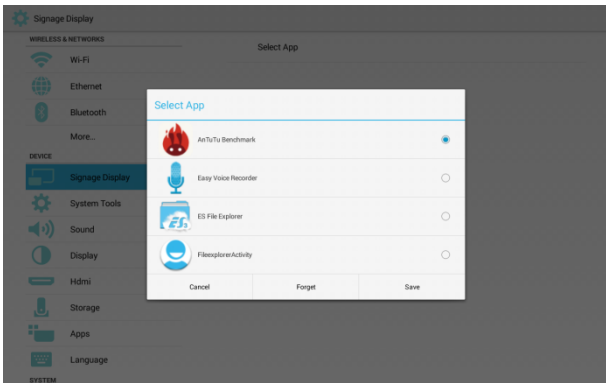 Signage Display
WIRELESS & NETWORKS
Select App
Wi-Fi
Ethernet
Bluetooth
More...
DEVICE
Signage Display
System Tools
Sound
Display
Hdmi
Storage
Apps
Language
SYSTEM
Select App
AnTuTu Benchmark
Easy Voice Recorder
ES File Explorer
FileexplorerActivity
Cancel Forget Save